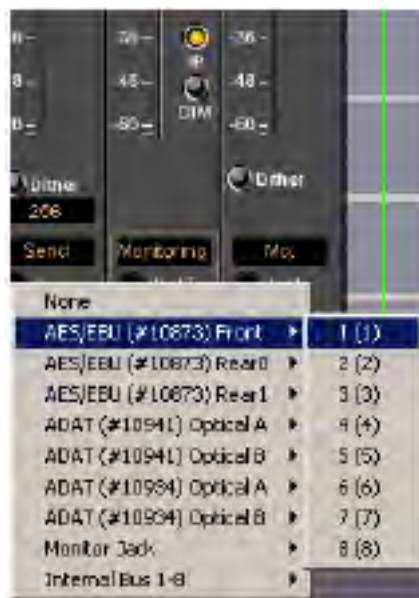 -36-
-48-
-60-
IP
DIM
-36-
-48-
-60-
Dither
Dither
206
Send
Monitoring
None
AES/EBU (#10873) Front
1 (1)
AES/EBU (#10873) Rear0
2 (2)
AES/EBU (#10873) Rear1
3 (3)
ADAT (#10941) Optical A
4 (4)
ADAT (#10941) Optical B
5 (5)
ADAT (#10934) Optical A
6 (6)
ADAT (#10934) Optical B
7 (7)
Monitor Jack
8 (8)
Internal Bus 1-8